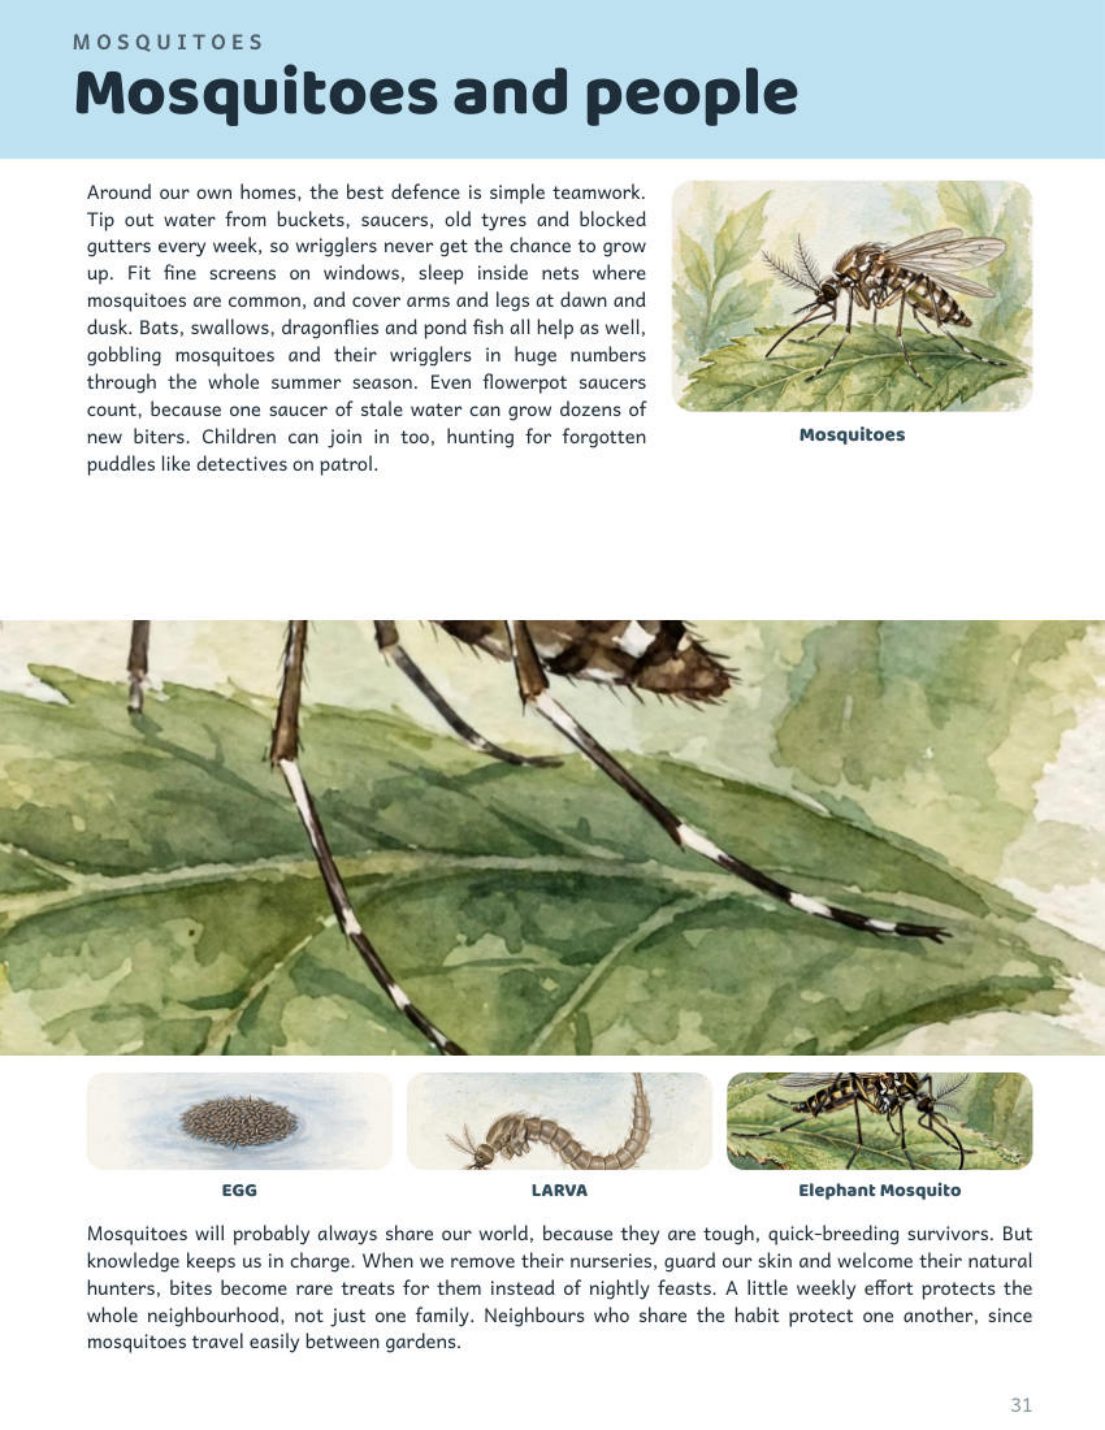 MOSQUITOES
Mosquitoes and people
Around our own homes, the best defence is simple teamwork.
Tip out water from buckets, saucers, old tyres and blocked
gutters every week, so wrigglers never get the chance to grow
up. Fit fine screens on windows, sleep inside nets where
mosquitoes are common, and cover arms and legs at dawn and
dusk. Bats, swallows, dragonflies and pond fish all help as well,
gobbling mosquitoes and their wrigglers in huge numbers
through the whole summer season. Even flowerpot saucers
count, because one saucer of stale water can grow dozens of
new biters. Children can join in too, hunting for forgotten
puddles like detectives on patrol.
Mosquitoes
EGG
LARVA
Elephant Mosquito
Mosquitoes will probably always share our world, because they are tough, quick-breeding survivors. But
knowledge keeps us in charge. When we remove their nurseries, guard our skin and welcome their natural
hunters, bites become rare treats for them instead of nightly feasts. A little weekly effort protects the
whole neighbourhood, not just one family. Neighbours who share the habit protect one another, since
mosquitoes travel easily between gardens.
31